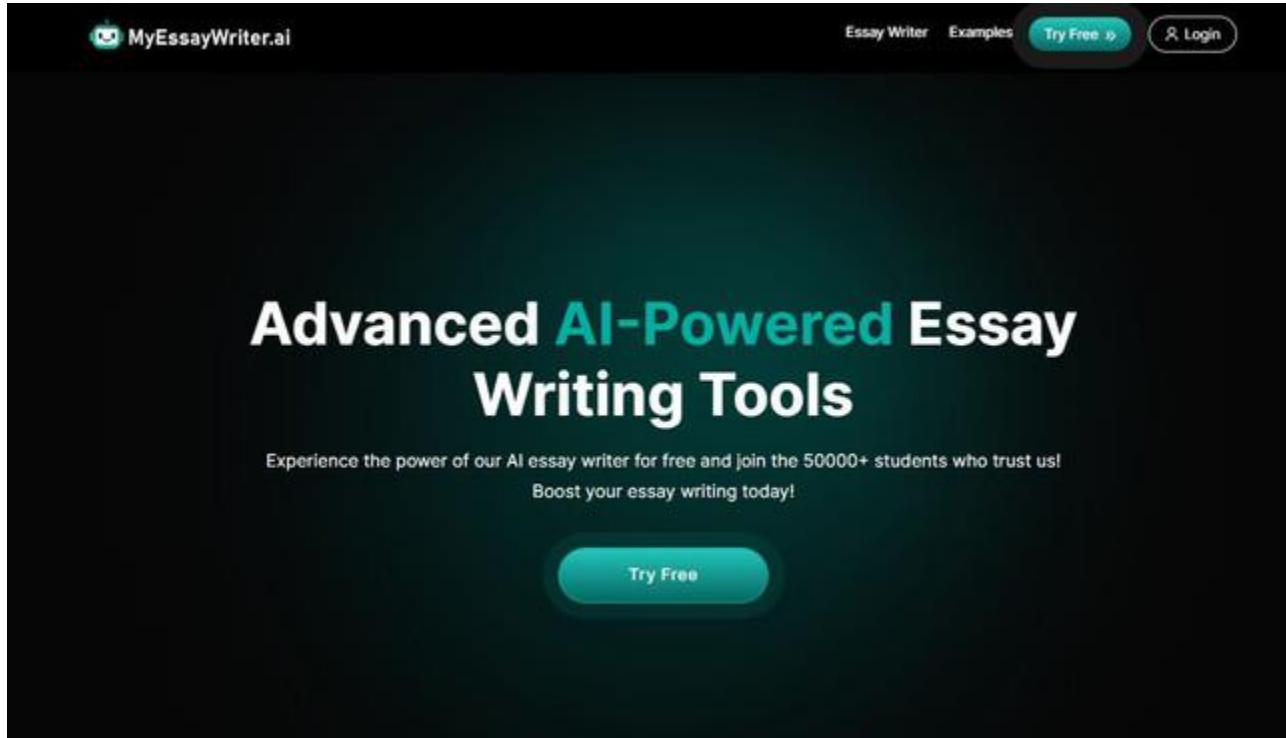 MyEssayWriter.ai
Essay Writer Examples Try Free » Login
Advanced AI-Powered Essay
Writing Tools
Experience the power of our AI essay writer for free and join the 50000+ students who trust us!
Boost your essay writing today!
Try Free